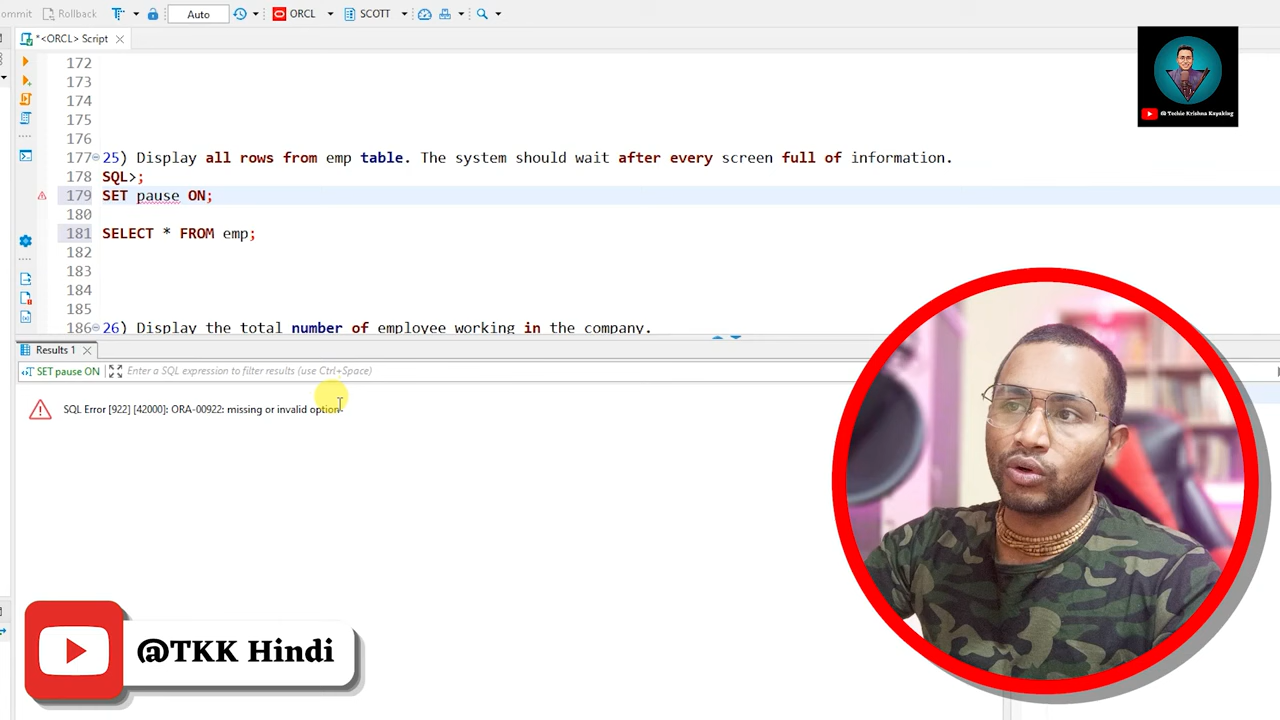 ommit
Rollback
Auto
ORCL
SCOTT
*<ORCL> Script
172
173
174
175
176
177 25) Display all rows from emp table. The system should wait after every screen full of information.
178 SQL>;
179 SET pause ON;
180
181 SELECT * FROM emp;
182
183
184
185
186 26) Display the total number of employee working in the company.
@ Techie Krishna Kayaking
Results 1
SET pause ON
Enter a SQL expression to filter results (use Ctrl+Space)
SQL Error [922] [42000]: ORA-00922: missing or invalid option
@TKK Hindi